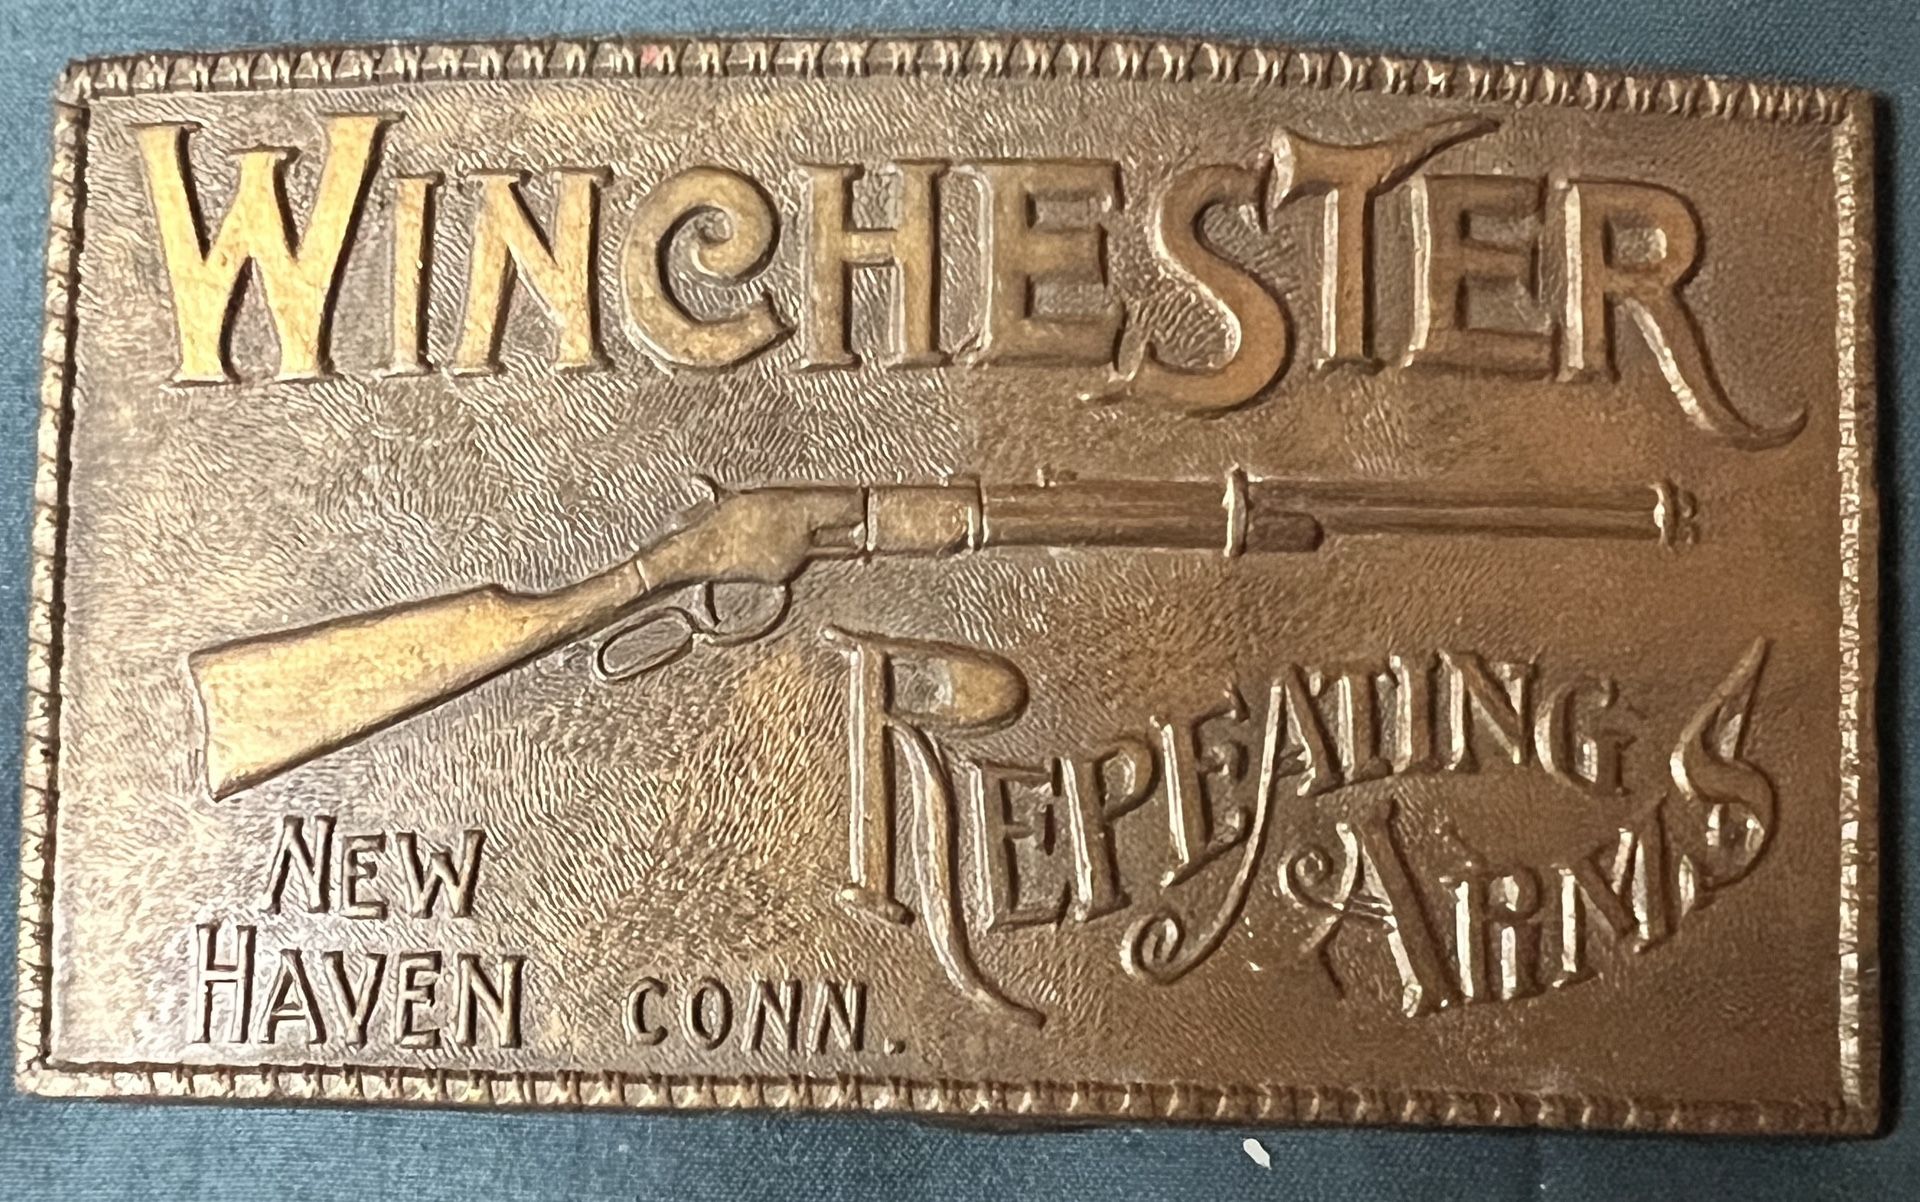 WINCHESTER
REPEATING
ARMS
NEW
HAVEN CONN.